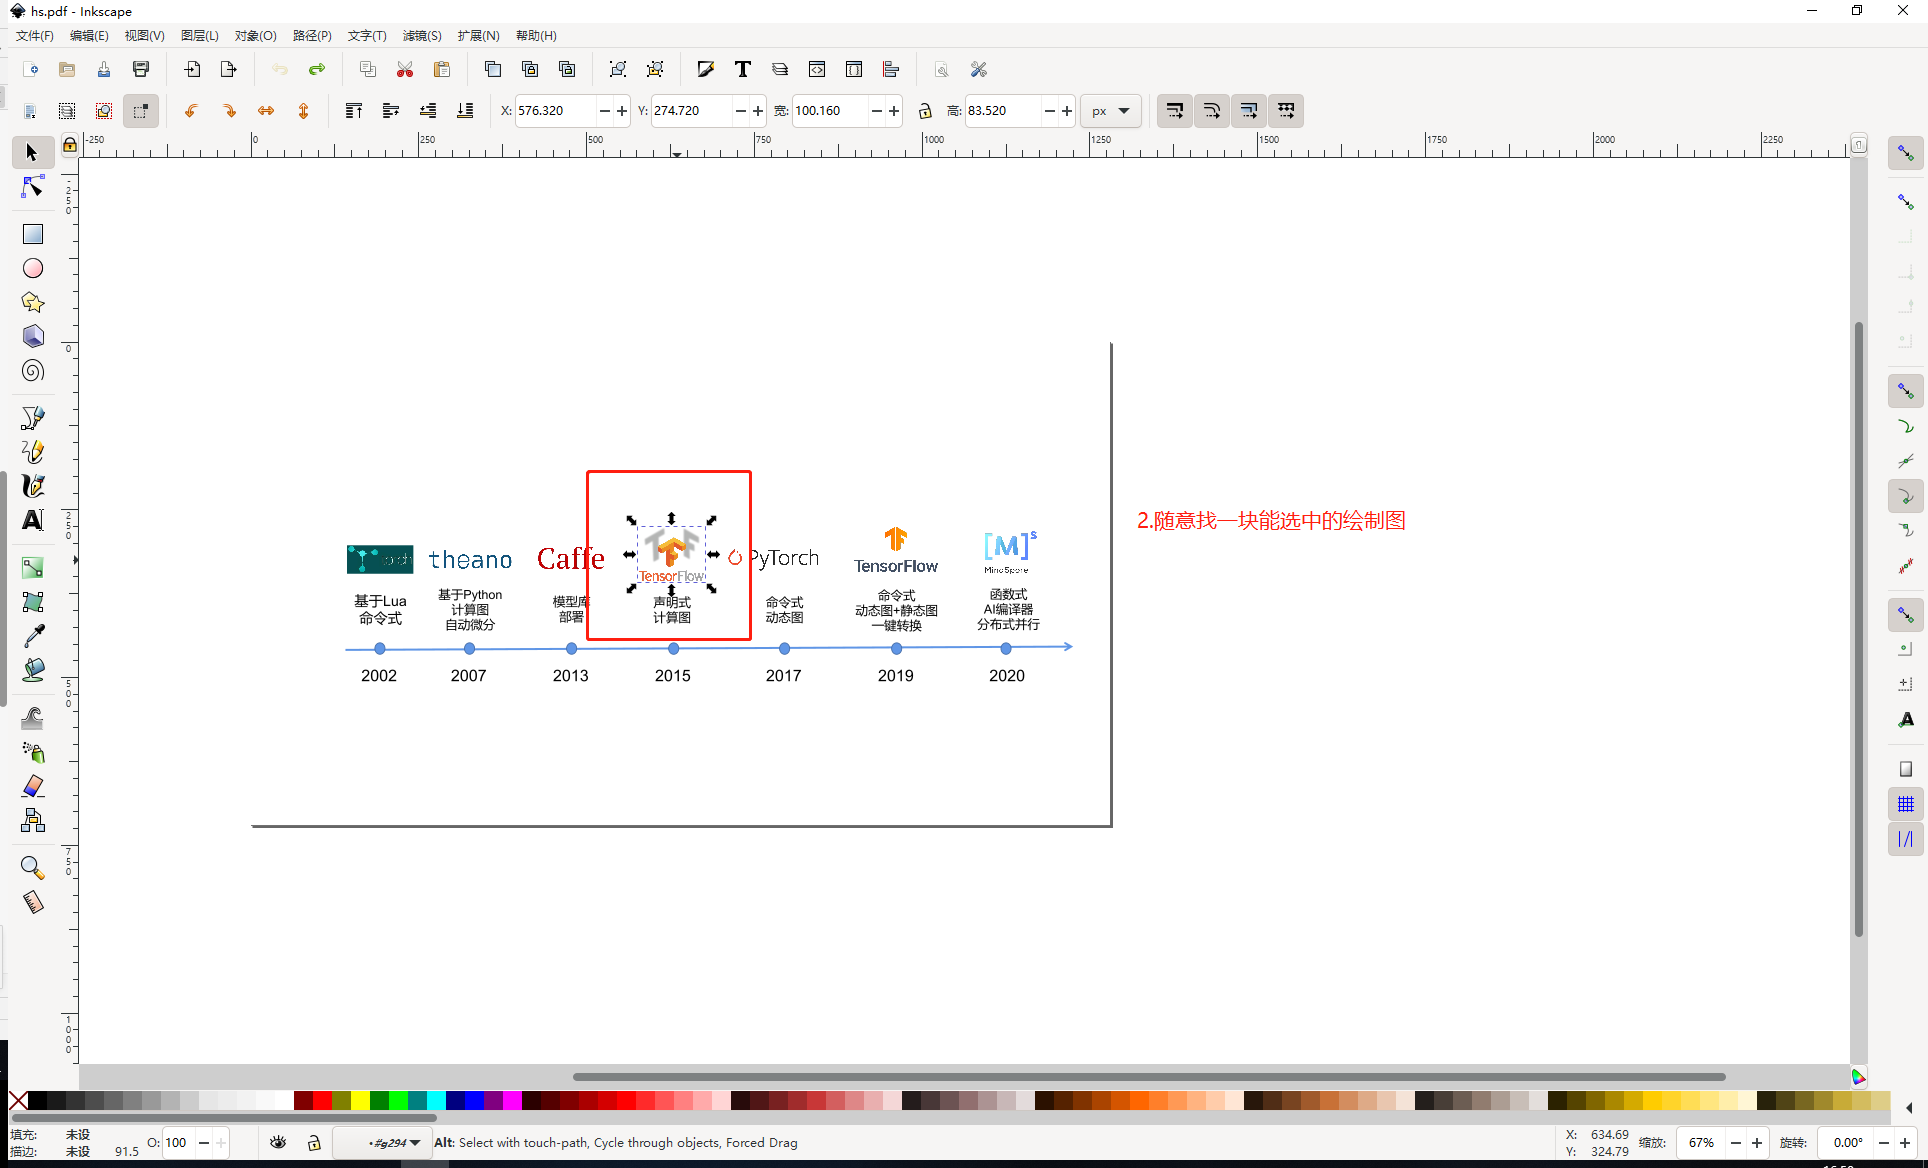 hs.pdf - Inkscape
文件(F) 编辑(E) 视图(V) 图层(L) 对象(O) 路径(P) 文字(T) 滤镜(S) 扩展(N) 帮助(H)
X: 576.320 Y: 274.720 宽: 100.160 高: 83.520 px
-250 0 250 500 750 1000 1250 1500 1750 2000 2250
-250
0
250
500
750
1000
2.随意找一块能选中的绘制图
theano Caffe TensorFlow PyTorch TensorFlow [M]s MindSpore
基于Lua
命令式
基于Python
计算图
自动微分
模型库
部署
声明式
计算图
命令式
动态图
命令式
动态图+静态图
一键转换
函数式
AI编译器
分布式并行
2002 2007 2013 2015 2017 2019 2020
填充: 未设
描边: 未设 91.5
O: 100
•#g294
Alt: Select with touch-path, Cycle through objects, Forced Drag
X: 634.69
Y: 324.79
缩放: 67%
旋转: 0.00°